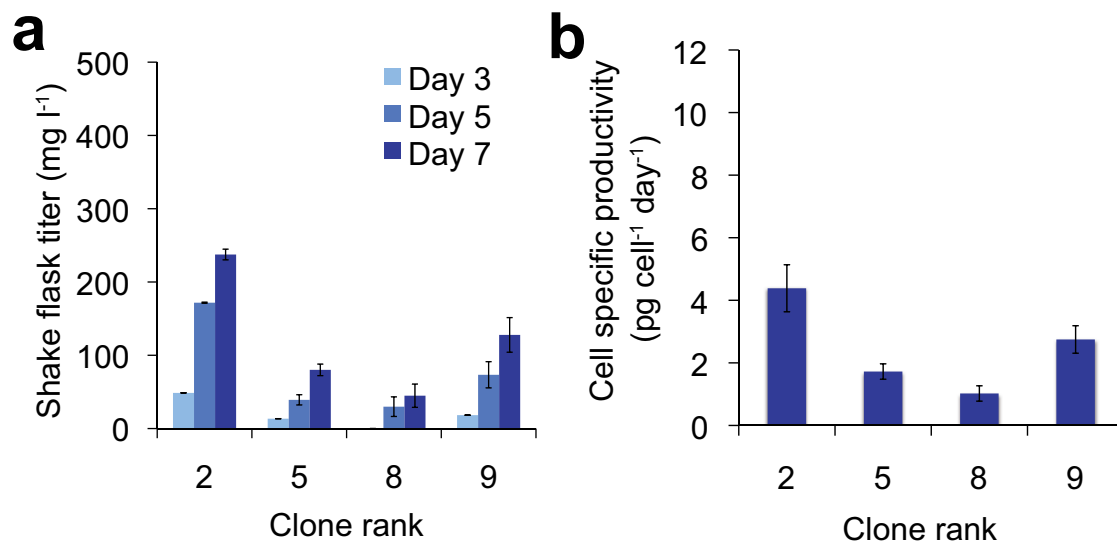 a
Shake flask titer (mg l⁻¹)
500
400
300
200
100
0
Day 3
Day 5
Day 7
2 5 8 9
Clone rank
b
Cell specific productivity
(pg cell⁻¹ day⁻¹)
12
10
8
6
4
2
0
2 5 8 9
Clone rank